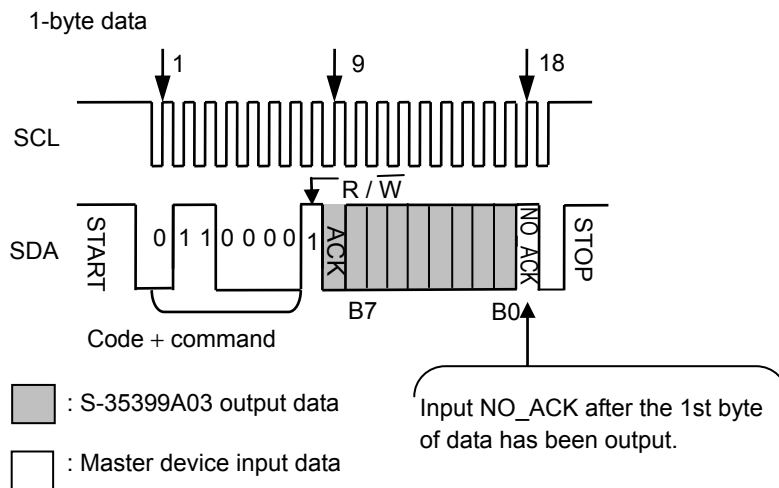 1-byte data
1 9 18
SCL
R / W
SDA
START 0 1 1 0 0 0 0 1 ACK NO_ACK STOP
B7 B0
Code + command
: S-35399A03 output data
: Master device input data
Input NO_ACK after the 1st byte
of data has been output.